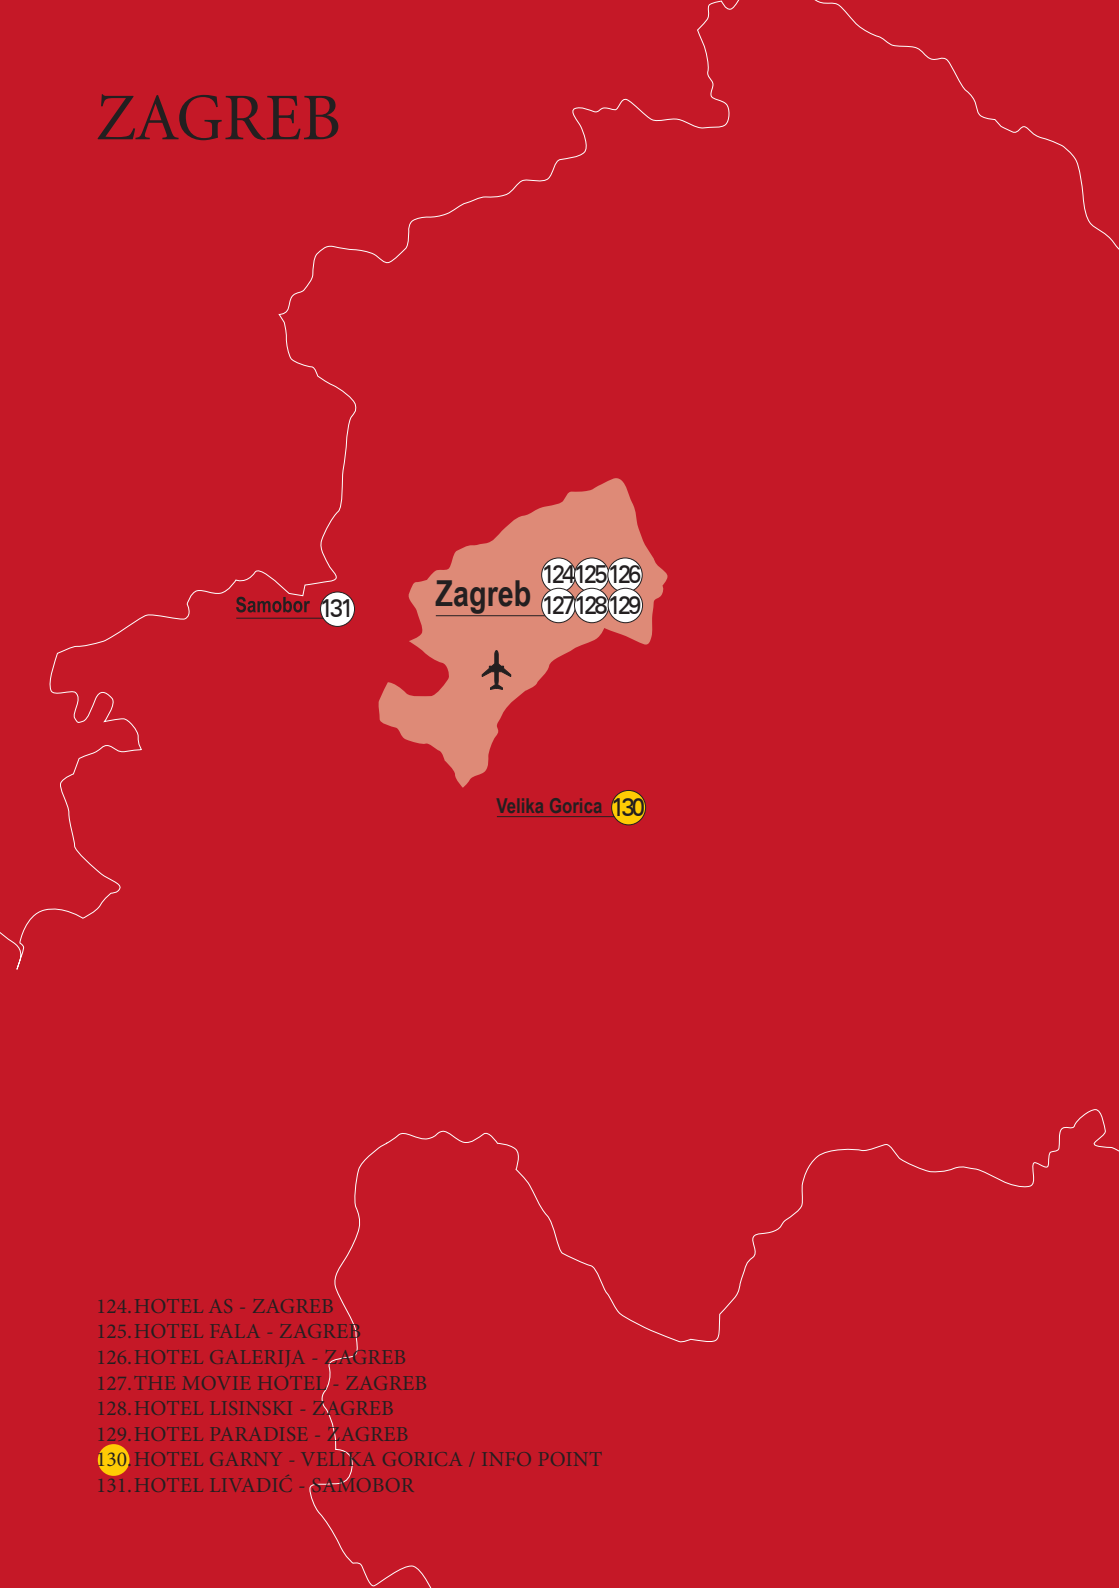 ZAGREB
124 125 126
Zagreb
127 128 129
Samobor 131
Velika Gorica 130
124. HOTEL AS - ZAGREB
125. HOTEL FALA - ZAGREB
126. HOTEL GALERIJA - ZAGREB
127. THE MOVIE HOTEL - ZAGREB
128. HOTEL LISINSKI - ZAGREB
129. HOTEL PARADISE - ZAGREB
130. HOTEL GARNY - VELIKA GORICA / INFO POINT
131. HOTEL LIVADIĆ - SAMOBOR